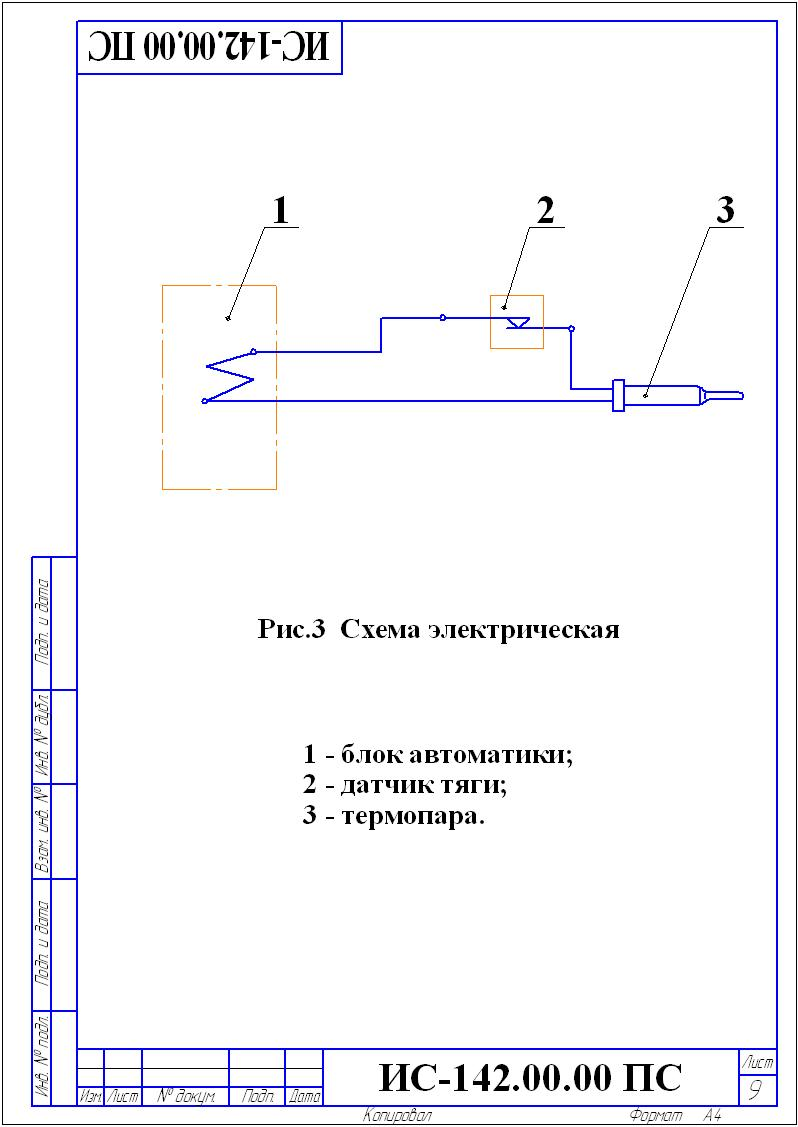 ИС-142.00.00 ПС
1 2 3
Рис.3 Схема электрическая
1 - блок автоматики;
2 - датчик тяги;
3 - термопара.
Подп. и дата
Инв. № дубл.
Взам. инв. №
Подп. и дата
Инв. № подл.
Изм. Лист № докум. Подп. Дата
ИС-142.00.00 ПС
Лист
9
Копировал Формат А4